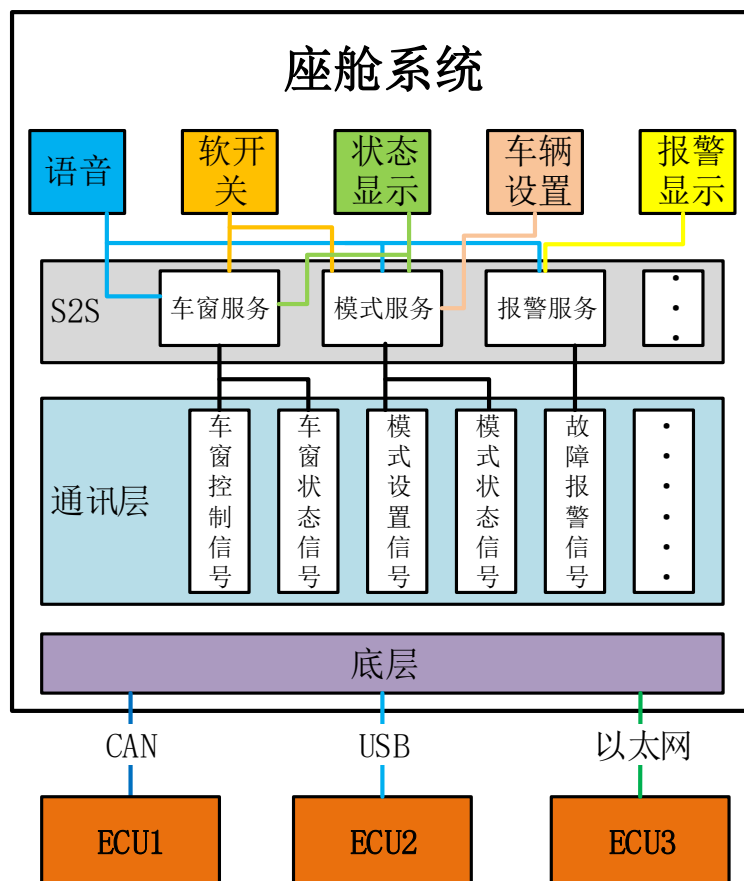 座舱系统
语音
软开
关
状态
显示
车辆
设置
报警
显示
S2S
车窗服务
模式服务
报警服务
通讯层
车窗控制信号
车窗状态信号
模式设置信号
模式状态信号
故障报警信号
底层
CAN
USB
以太网
ECU1
ECU2
ECU3